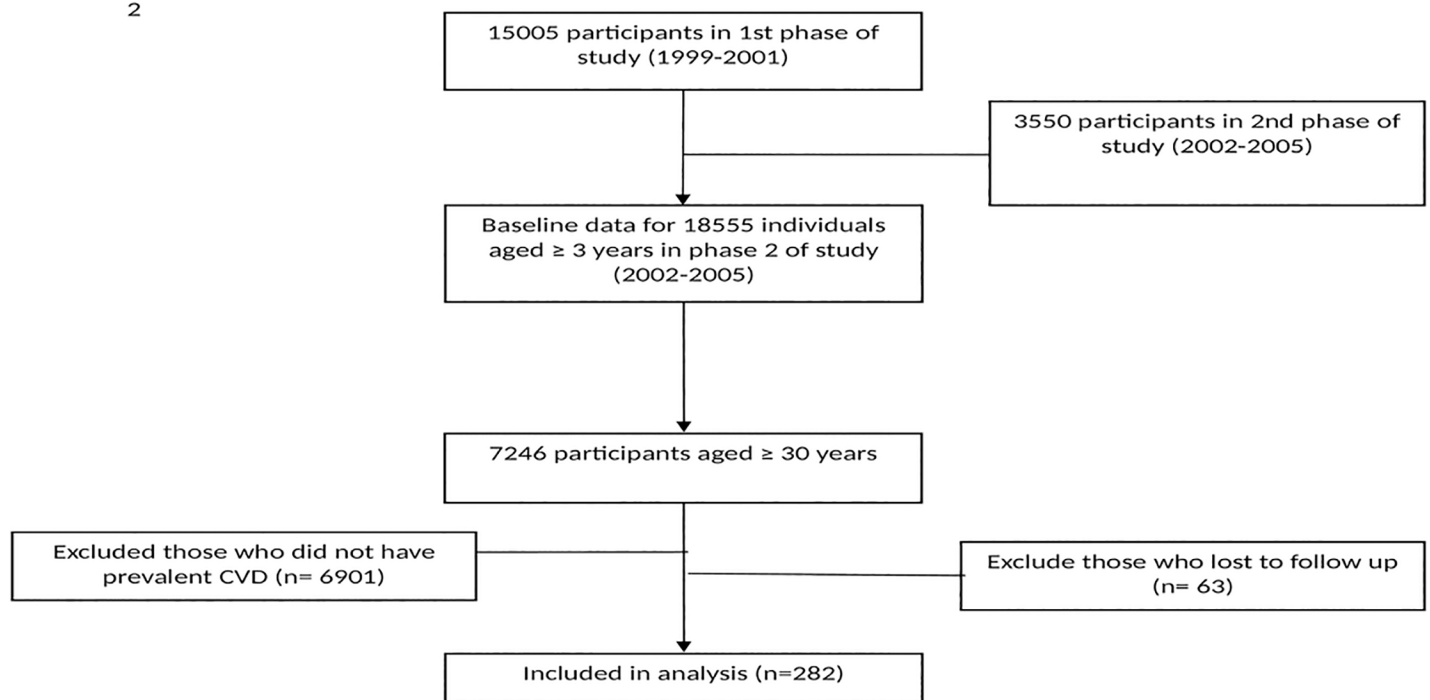 2
15005 participants in 1st phase of
study (1999-2001)
3550 participants in 2nd phase of
study (2002-2005)
Baseline data for 18555 individuals
aged ≥ 3 years in phase 2 of study
(2002-2005)
7246 participants aged ≥ 30 years
Excluded those who did not have
prevalent CVD (n= 6901)
Exclude those who lost to follow up
(n= 63)
Included in analysis (n=282)